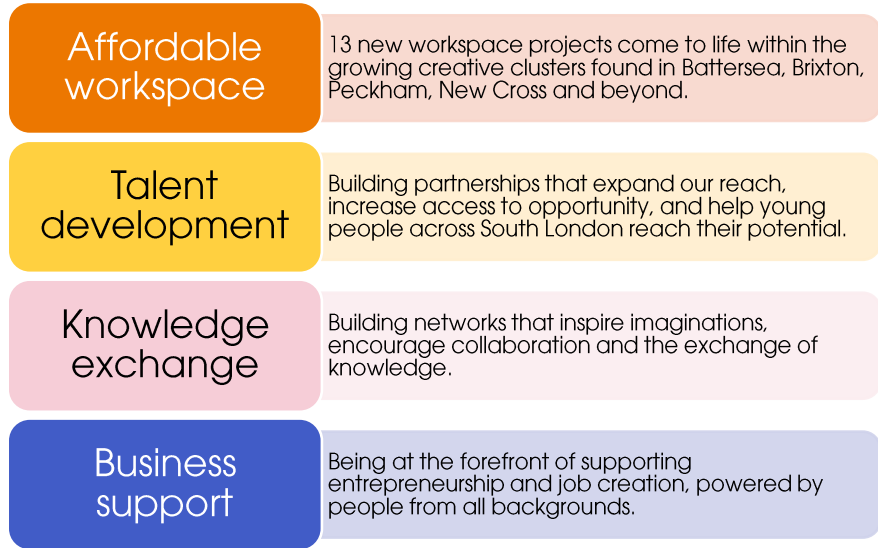 Affordable
workspace
13 new workspace projects come to life within the
growing creative clusters found in Battersea, Brixton,
Peckham, New Cross and beyond.
Talent
development
Building partnerships that expand our reach,
increase access to opportunity, and help young
people across South London reach their potential.
Knowledge
exchange
Building networks that inspire imaginations,
encourage collaboration and the exchange of
knowledge.
Business
support
Being at the forefront of supporting
entrepreneurship and job creation, powered by
people from all backgrounds.